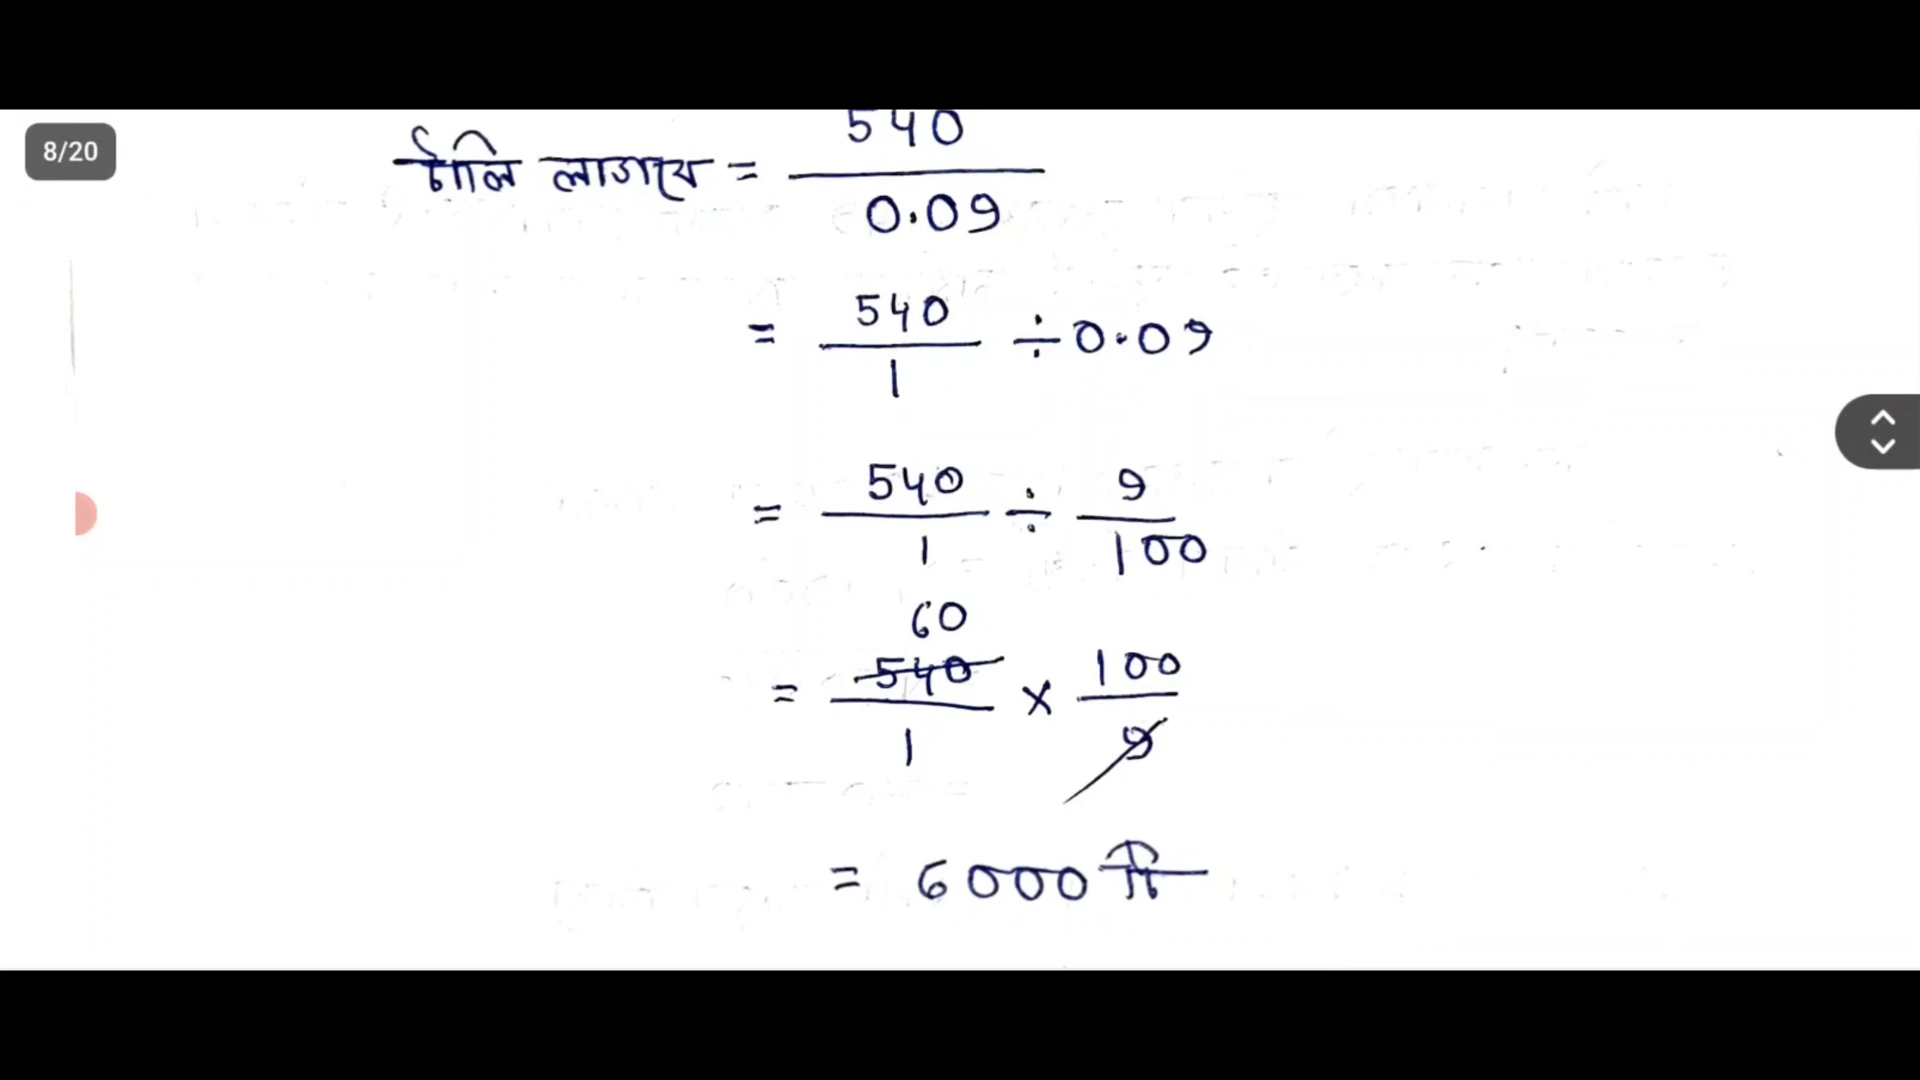 8/20
টালি লাগবে = 540 / 0.09
= 540 / 1 ÷ 0.09
= 540 / 1 ÷ 9 / 100
60
= 540 / 1 × 100 / 9
= 6000 টি